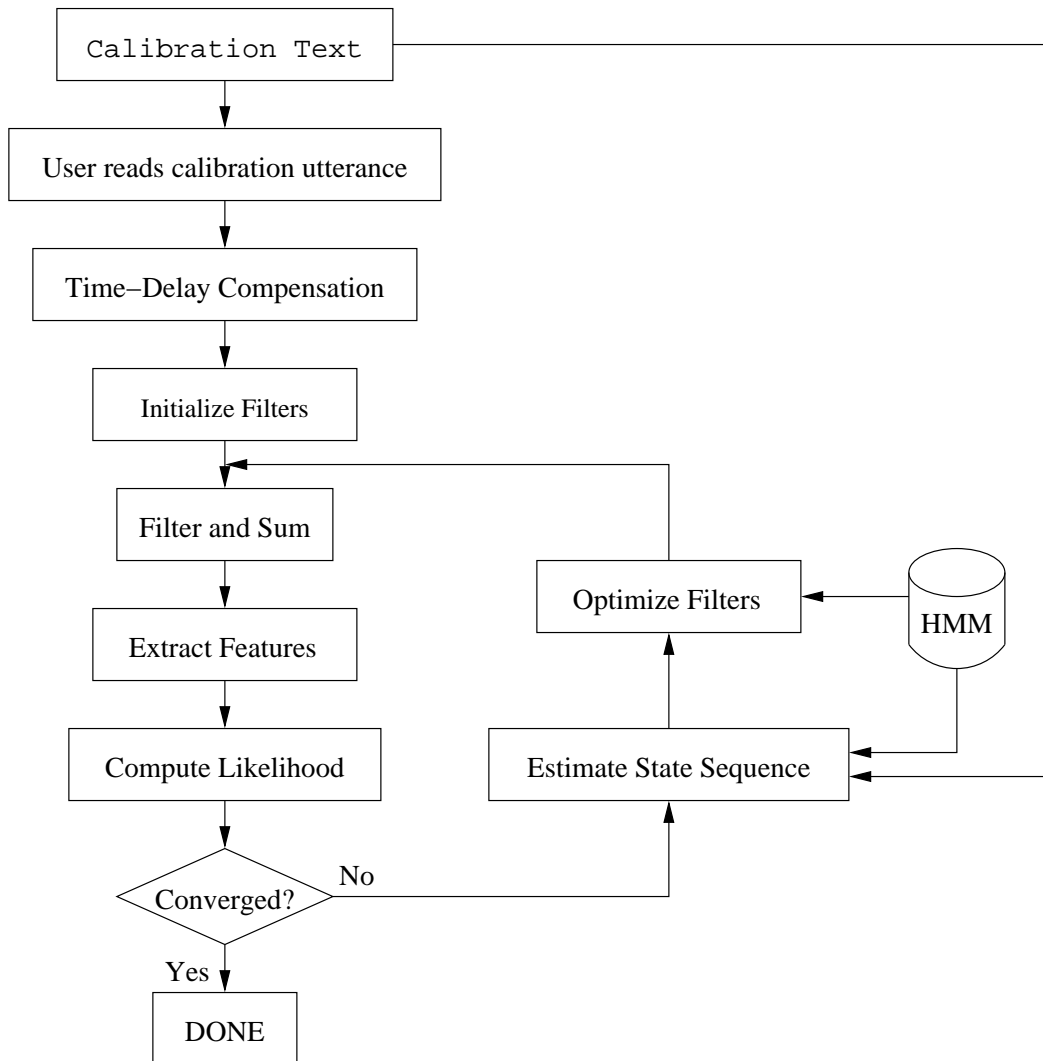 Calibration Text
User reads calibration utterance
Time−Delay Compensation
Initialize Filters
Filter and Sum
Optimize Filters
HMM
Extract Features
Compute Likelihood
Estimate State Sequence
No
Converged?
Yes
DONE